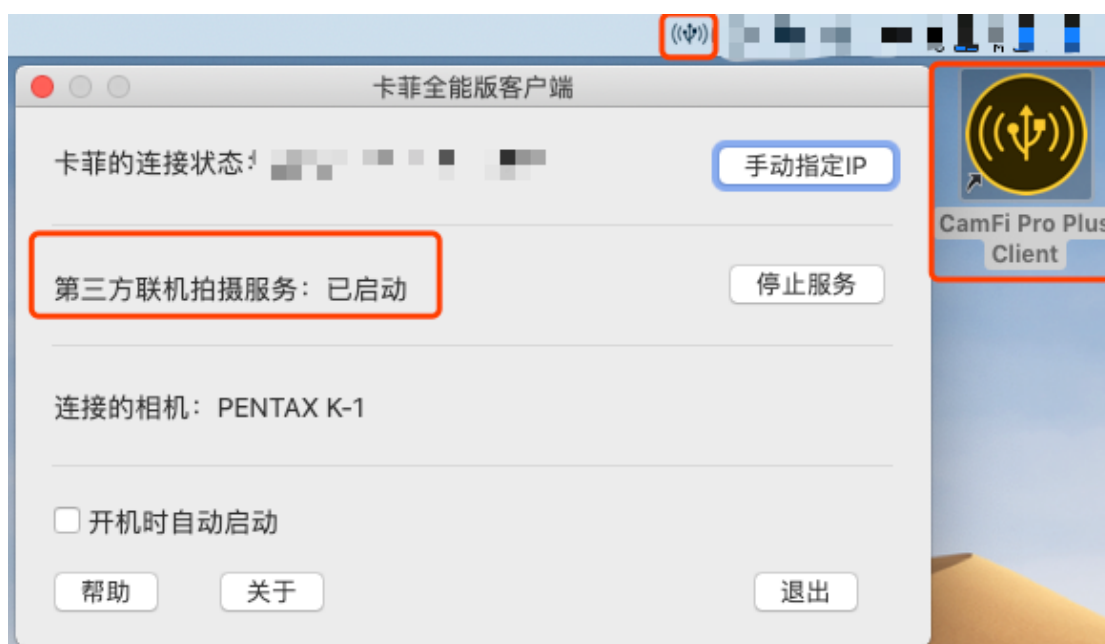 卡菲全能版客户端
卡菲的连接状态:
手动指定IP
CamFi Pro Plus
Client
第三方联机拍摄服务：已启动
停止服务
连接的相机：PENTAX K-1
开机时自动启动
帮助
关于
退出